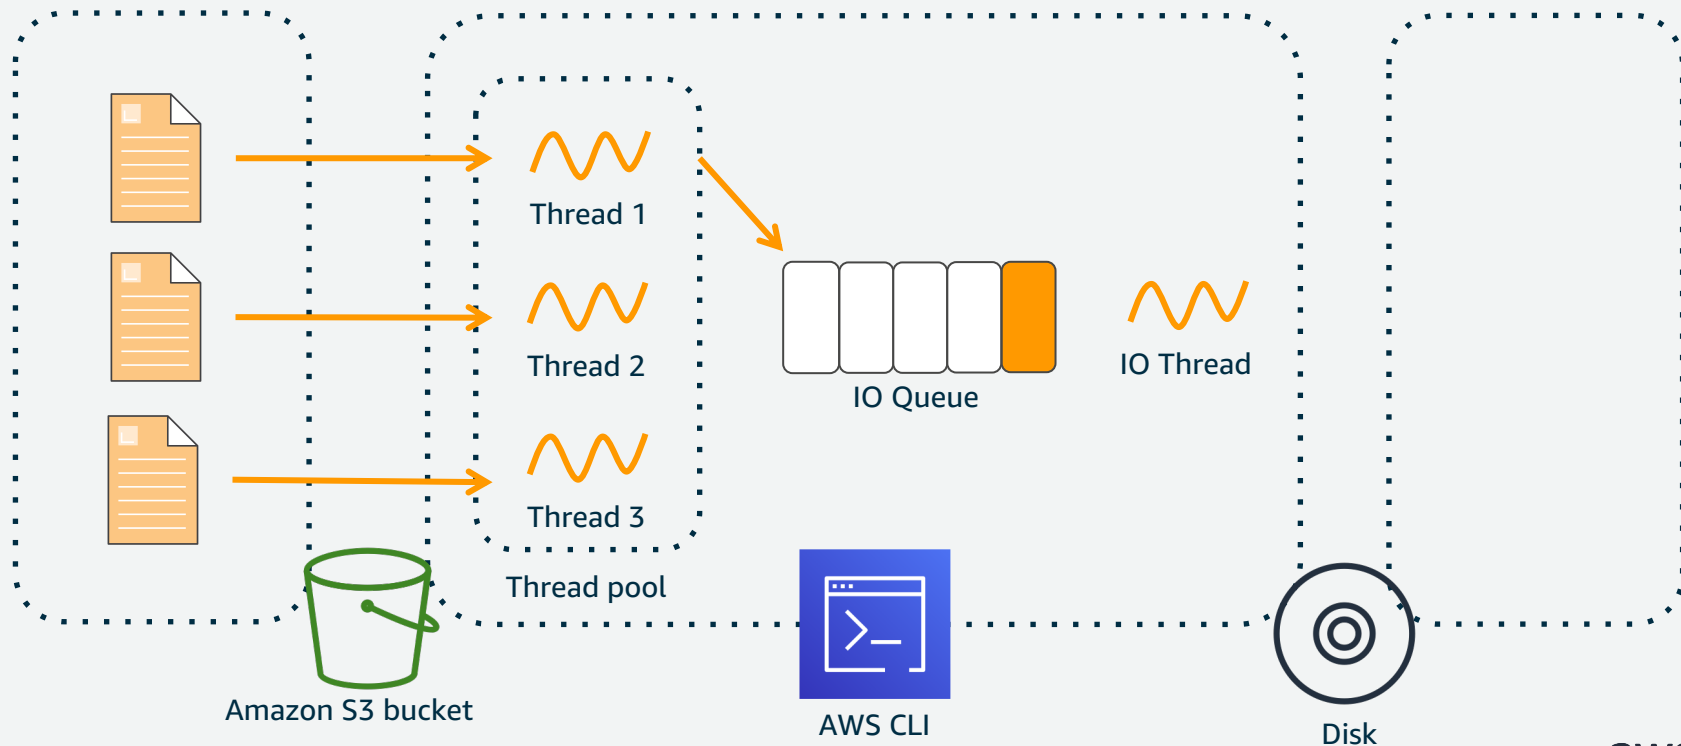 Thread 1
Thread 2
Thread 3
Thread pool
IO Queue
IO Thread
Amazon S3 bucket
AWS CLI
Disk